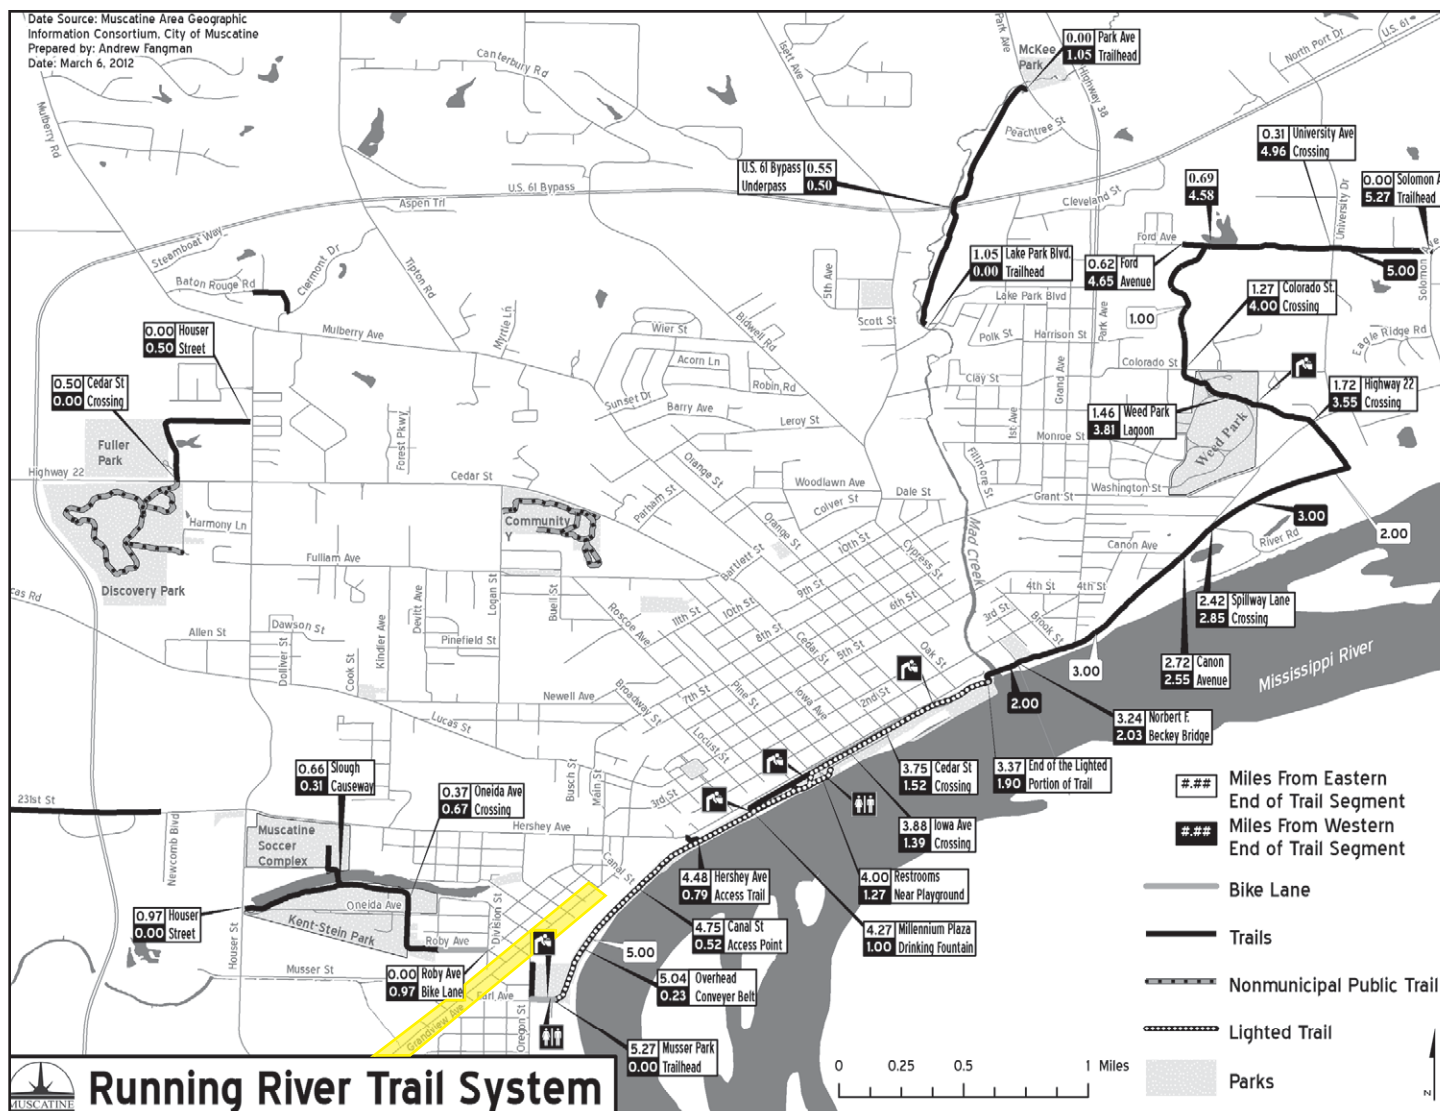 Date Source: Muscatine Area Geographic
Information Consortium, City of Muscatine
Prepared by: Andrew Fangman
Date: March 6, 2012
Mulberry Rd
Canterbury Rd
Isett Ave
Park Ave
McKee
Park
0.00 Park Ave
1.05 Trailhead
Highway 38
North Port Dr
U.S. 61
Peachtree St
0.31 University Ave
4.96 Crossing
U.S. 61 Bypass 0.55
Underpass 0.50
U.S. 61 Bypass
Aspen Trl
Cleveland St
0.69
4.58
University Dr
0.00 Solomon A
5.27 Trailhead
Steamboat Way
Clermont Dr
Baton Rouge Rd
Tipton Rd
5th Ave
1.05 Lake Park Blvd.
0.00 Trailhead
Ford Ave
0.62 Ford
4.65 Avenue
5.00
Solomon Ave
Lake Park Blvd
1.27 Colorado St.
4.00 Crossing
1.00
Mulberry Ave
Myrtle Ln
Wier St
Bidwell Rd
Scott St
Polk St
Harrison St
Park Ave
Eagle Ridge Rd
0.00 Houser
0.50 Street
Acorn Ln
Robin Rd
Clay St
Grand Ave
Colorado St
0.50 Cedar St
0.00 Crossing
Sunset Dr
Barry Ave
Leroy St
1st Ave
1.72 Highway 22
3.55 Crossing
1.46 Weed Park
3.81 Lagoon
Weed Park
Fuller
Park
Forest Pkwy
Monroe St
Highway 22
Cedar St
Orange St
Woodlawn Ave
Fillmore St
Washington St
Grant St
Parham St
Colver St
Dale St
Harmony Ln
Community
Y
Orange St
10th St
Cypress St
Mad Creek
3.00
2.00
River Rd
Canon Ave
Fulliam Ave
Bartlett St
Discovery Park
Logan St
Buell St
Devitt Ave
9th St
6th St
4th St
4th St
cas Rd
Roscoe Ave
11th St
10th St
8th St
Cedar St
5th St
3rd St
Brook St
2.42 Spillway Lane
2.85 Crossing
Allen St
Dawson St
Kindler Ave
Pinefield St
Oak St
Dolliver St
Cook St
3.00
2.72 Canon
2.55 Avenue
Mississippi River
Newell Ave
Broadway St
7th St
Pine St
Iowa Ave
2nd St
2.00
Lucas St
Locust St
3.24 Norbert F.
2.03 Beckey Bridge
0.66 Slough
0.31 Causeway
0.37 Oneida Ave
0.67 Crossing
Busch St
Main St
3rd St
3.75 Cedar St
1.52 Crossing
3.37 End of the Lighted
1.90 Portion of Trail
231st St
Newcomb Blvd
Muscatine
Soccer
Complex
Hershey Ave
3.88 Iowa Ave
1.39 Crossing
Canal St
4.48 Hershey Ave
0.79 Access Trail
4.00 Restrooms
1.27 Near Playground
0.97 Houser
0.00 Street
Oneida Ave
Kent-Stein Park
Houser St
Roby Ave
Division St
4.75 Canal St
0.52 Access Point
4.27 Millennium Plaza
1.00 Drinking Fountain
5.00
Musser St
0.00 Roby Ave
0.97 Bike Lane
Earl Ave
Grandview Ave
Oregon St
5.04 Overhead
0.23 Conveyer Belt
5.27 Musser Park
0.00 Trailhead
#.## Miles From Eastern
End of Trail Segment
#.## Miles From Western
End of Trail Segment
Bike Lane
Trails
Nonmunicipal Public Trail
Lighted Trail
Parks
0 0.25 0.5 1 Miles
N
MUSCATINE
Running River Trail System